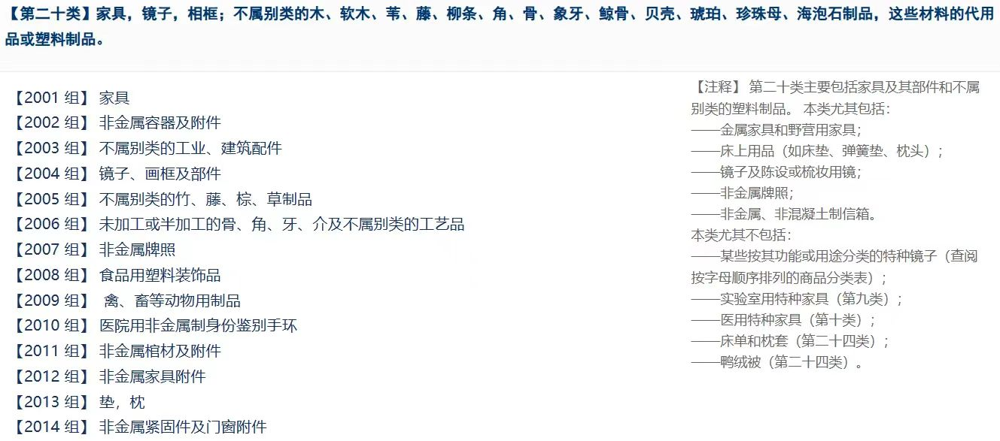 【第二十类】家具，镜子，相框；不属别类的木、软木、苇、藤、柳条、角、骨、象牙、鲸骨、贝壳、琥珀、珍珠母、海泡石制品，这些材料的代用
品或塑料制品。
【2001 组】 家具
【2002 组】 非金属容器及附件
【2003 组】 不属别类的工业、建筑配件
【2004 组】 镜子、画框及部件
【2005 组】 不属别类的竹、藤、棕、草制品
【2006 组】 未加工或半加工的骨、角、牙、介及不属别类的工艺品
【2007 组】 非金属牌照
【2008 组】 食品用塑料装饰品
【2009 组】 禽、畜等动物用制品
【2010 组】 医院用非金属制身份鉴别手环
【2011 组】 非金属棺材及附件
【2012 组】 非金属家具附件
【2013 组】 垫，枕
【2014 组】 非金属紧固件及门窗附件
【注释】 第二十类主要包括家具及其部件和不属
别类的塑料制品。 本类尤其包括：
——金属家具和野营用家具；
——床上用品（如床垫、弹簧垫、枕头）；
——镜子及陈设或梳妆用镜；
——非金属牌照；
——非金属、非混凝土制信箱。
本类尤其不包括：
——某些按其功能或用途分类的特种镜子（查阅
按字母顺序排列的商品分类表）；
——实验室用特种家具（第九类）；
——医用特种家具（第十类）；
——床单和枕套（第二十四类）；
——鸭绒被（第二十四类）。